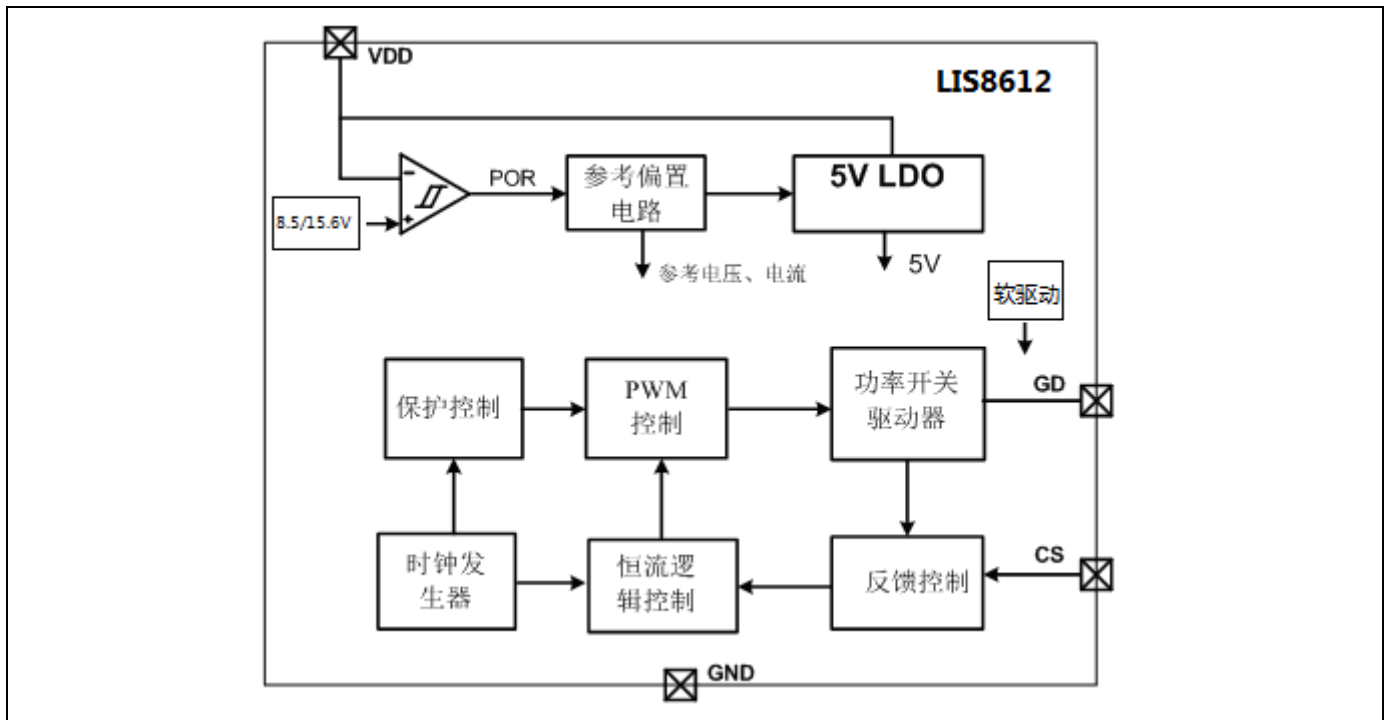 VDD
LIS8612
8.5/15.6V
POR
参考偏置
电路
5V LDO
参考电压、电流
5V
软驱动
保护控制
PWM
控制
功率开关
驱动器
GD
时钟发
生器
恒流逻
辑控制
反馈控制
CS
GND